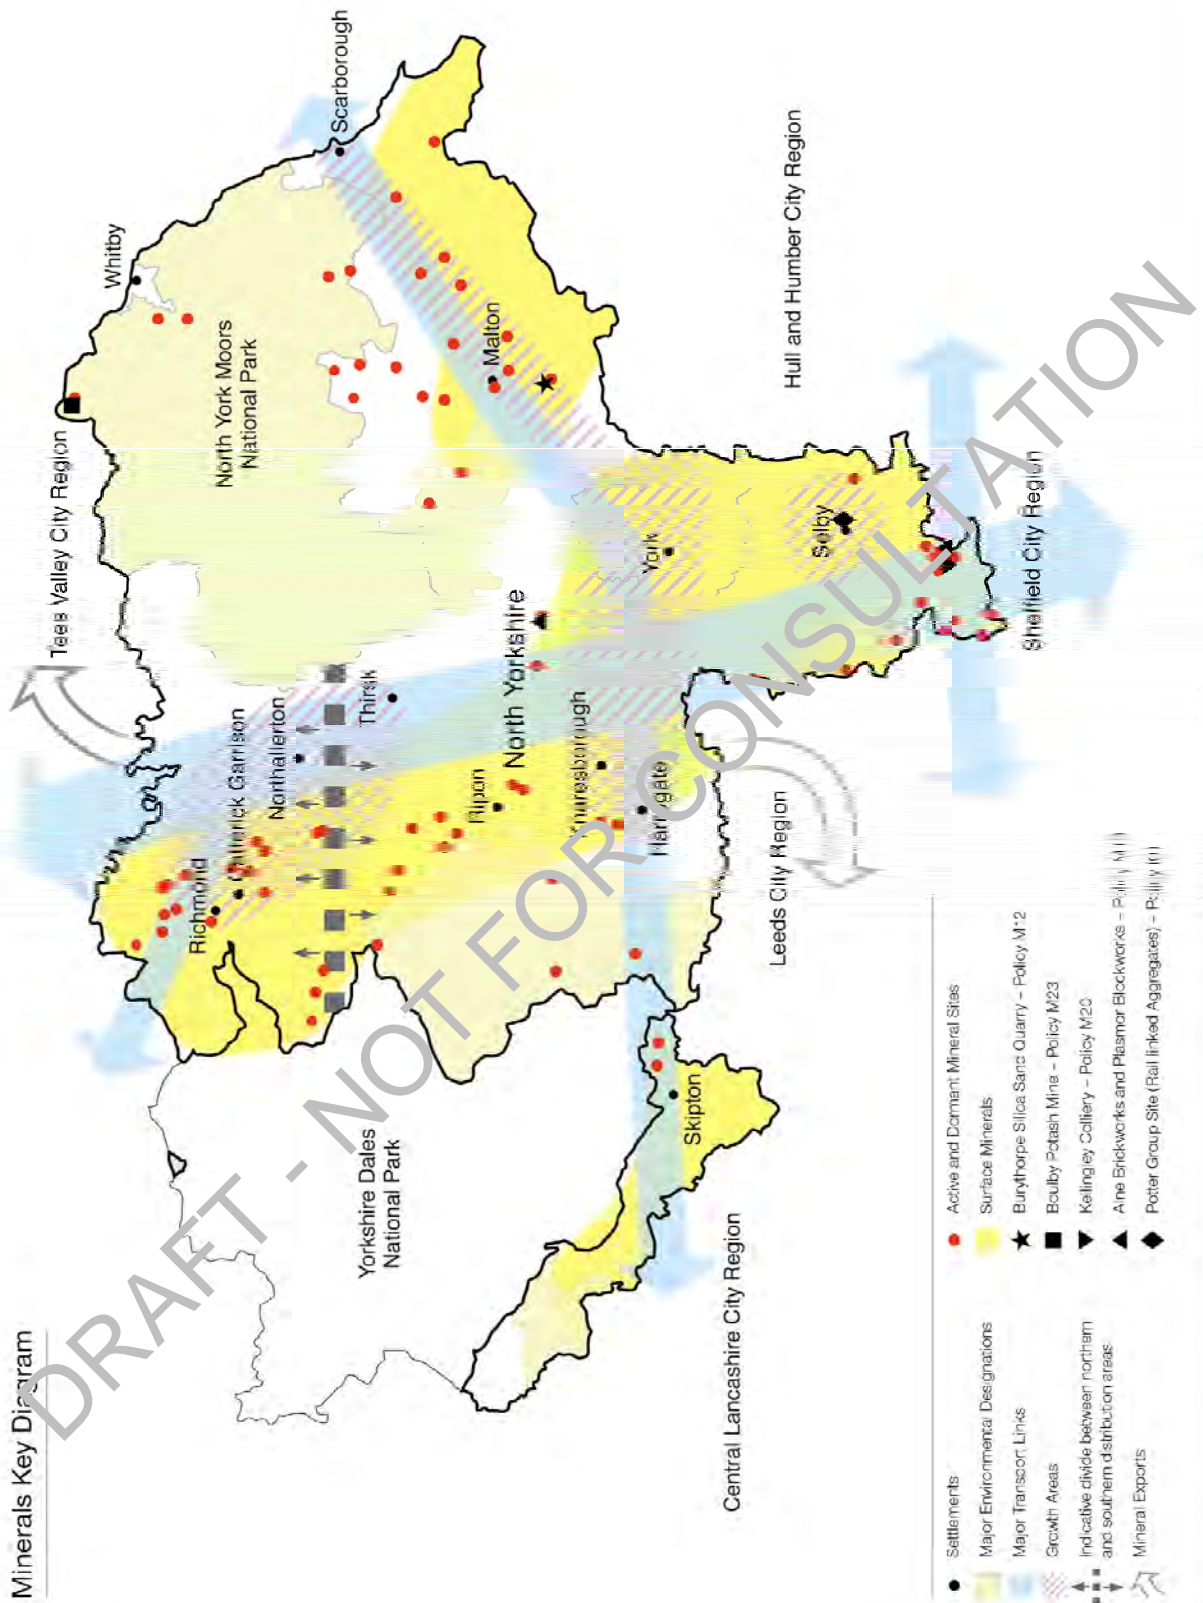 Minerals Key Diagram
Tees Valley City Region
Whitby
Scarborough
North York Moors
National Park
Richmond
Catterick Garrison
Northallerton
Thirsk
Malton
Ripon
North Yorkshire
Knaresborough
Harrogate
York
Selby
Hull and Humber City Region
Yorkshire Dales
National Park
Skipton
Leeds City Region
Sheffield City Region
Central Lancashire City Region
DRAFT - NOT FOR CONSULTATION
Settlements
Major Environmental Designations
Major Transport Links
Growth Areas
Indicative divide between northern
and southern distribution areas
Mineral Exports
Active and Dormant Mineral Sites
Surface Minerals
Burythorpe Silica Sand Quarry – Policy M12
Boulby Potash Mine – Policy M23
Kellingley Colliery – Policy M20
Alne Brickworks and Plasmor Blockworks – Policy
Potter Group Site (Rail linked Aggregates) – Policy